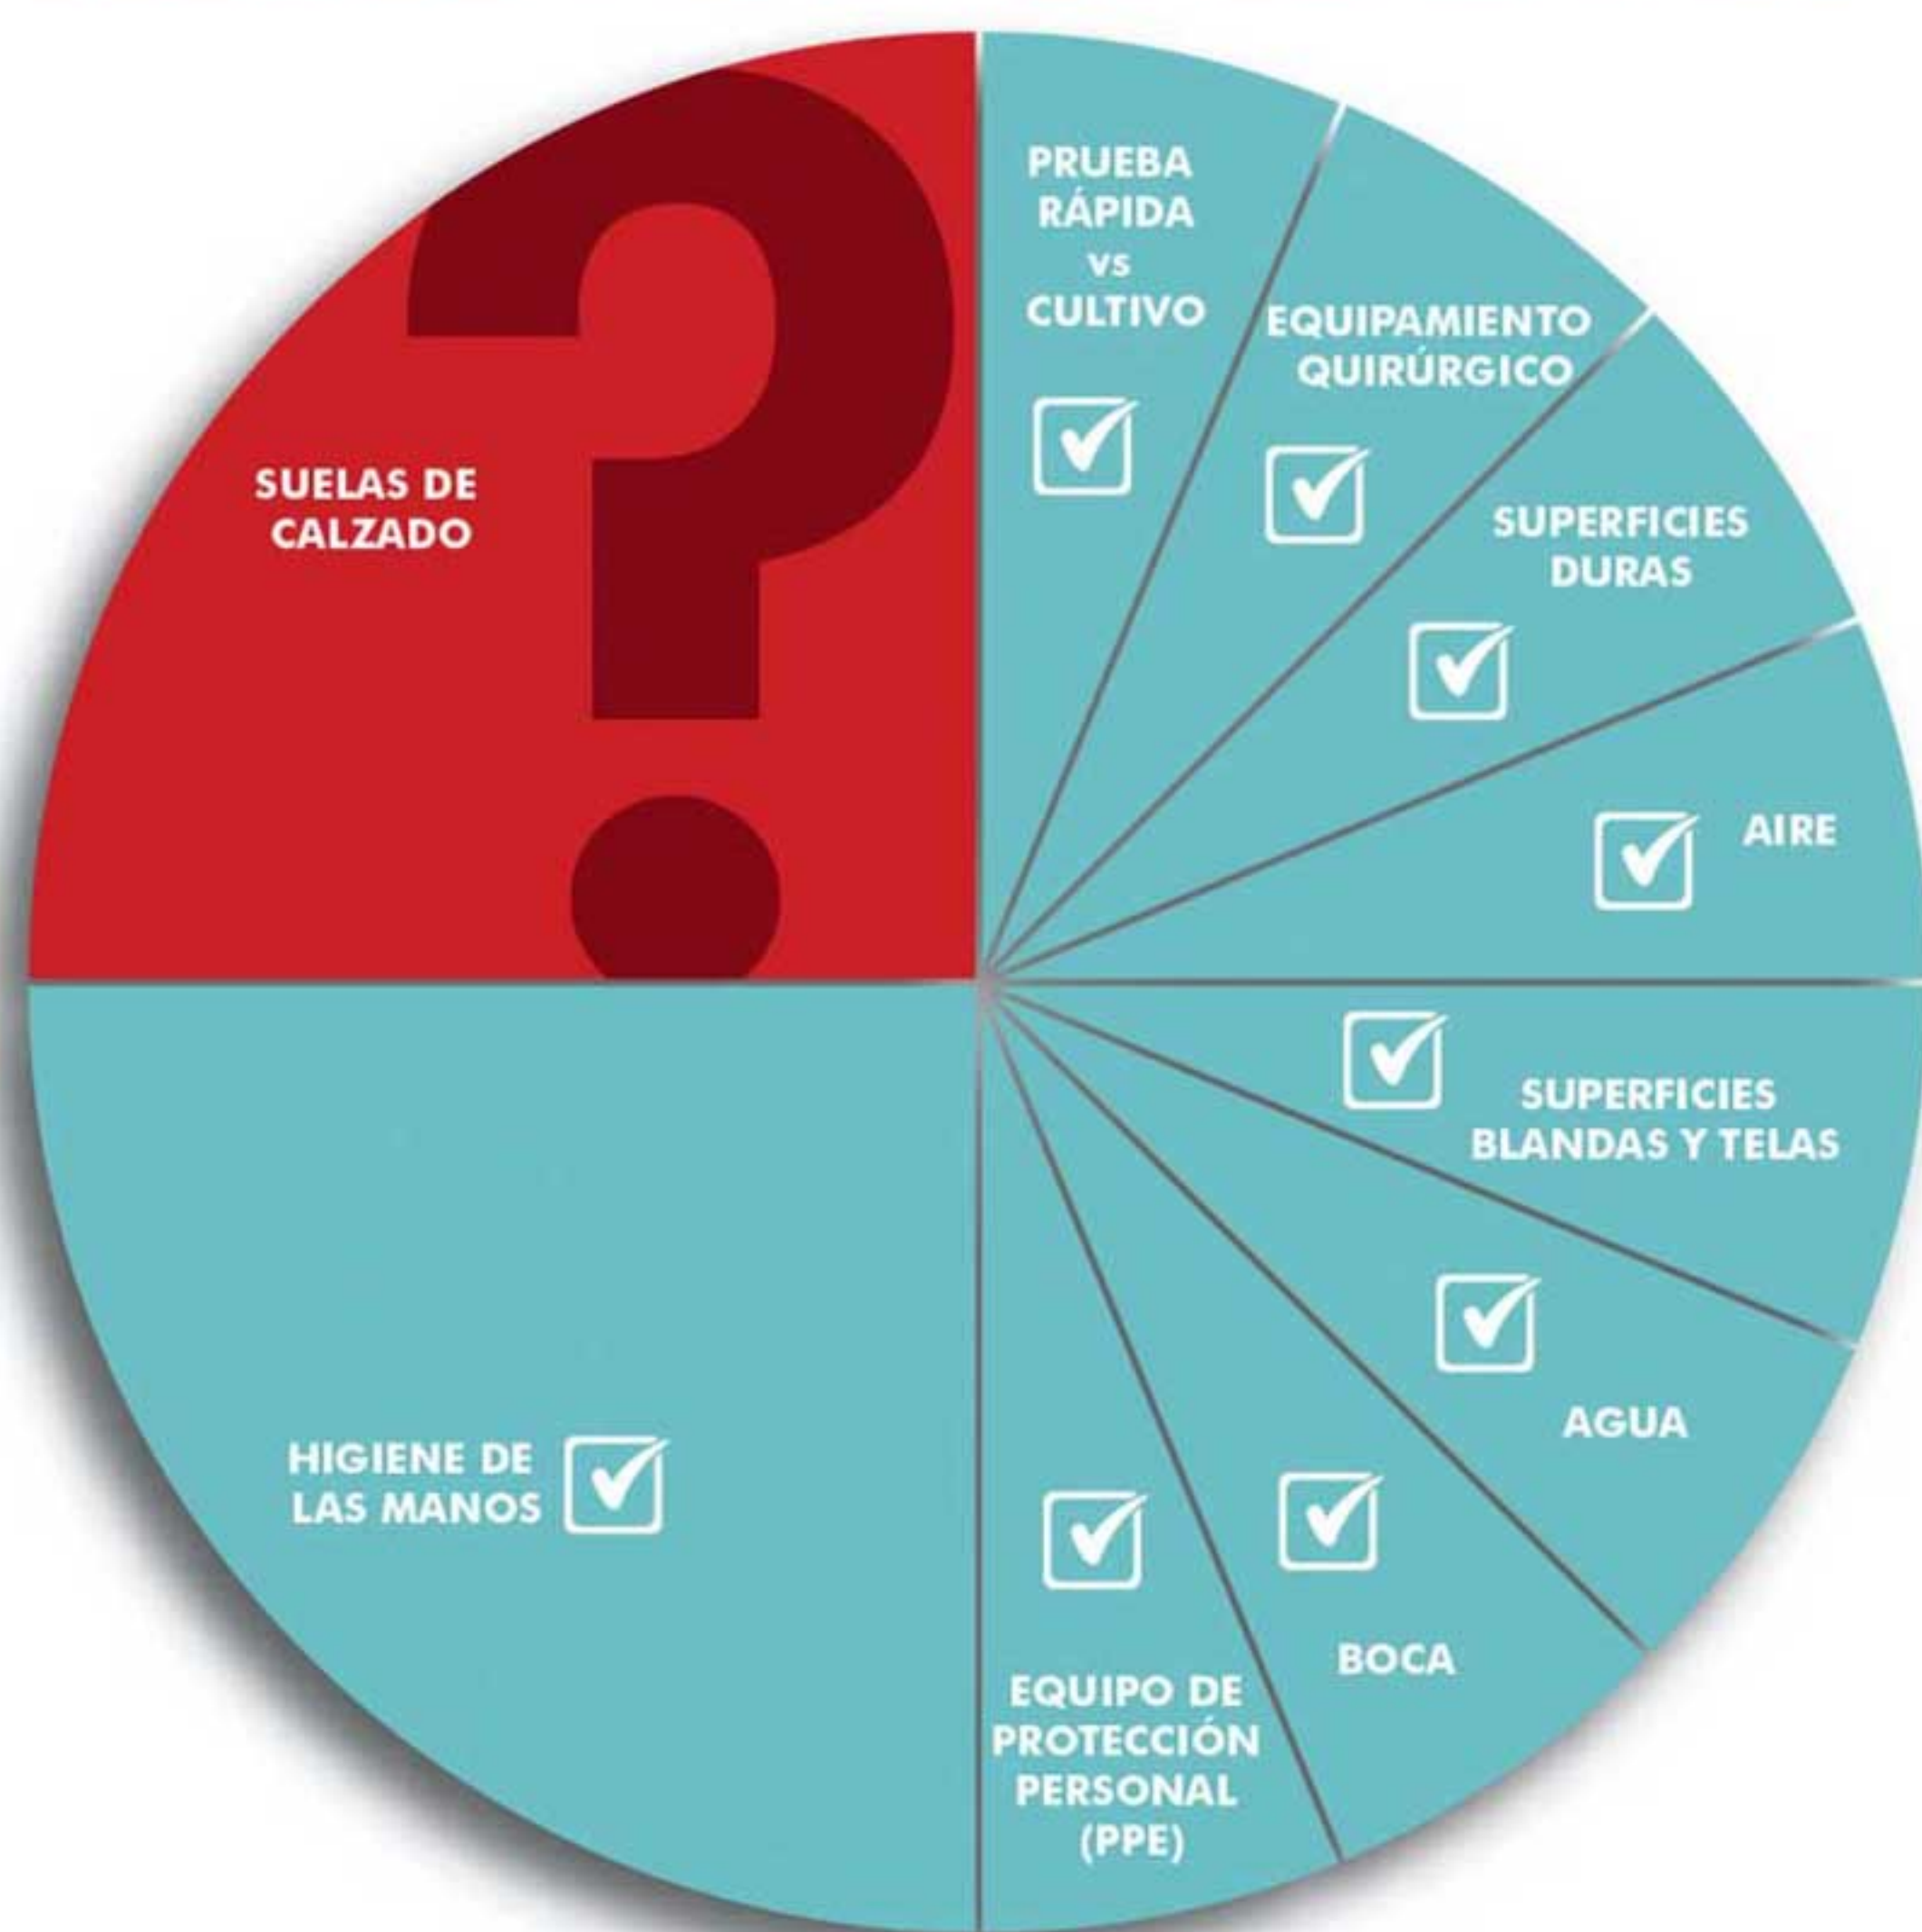 SUELAS DE
CALZADO
PRUEBA
RÁPIDA
vs
CULTIVO
EQUIPAMIENTO
QUIRÚRGICO
SUPERFICIES
DURAS
AIRE
SUPERFICIES
BLANDAS Y TELAS
AGUA
BOCA
EQUIPO DE
PROTECCIÓN
PERSONAL
(PPE)
HIGIENE DE
LAS MANOS
?